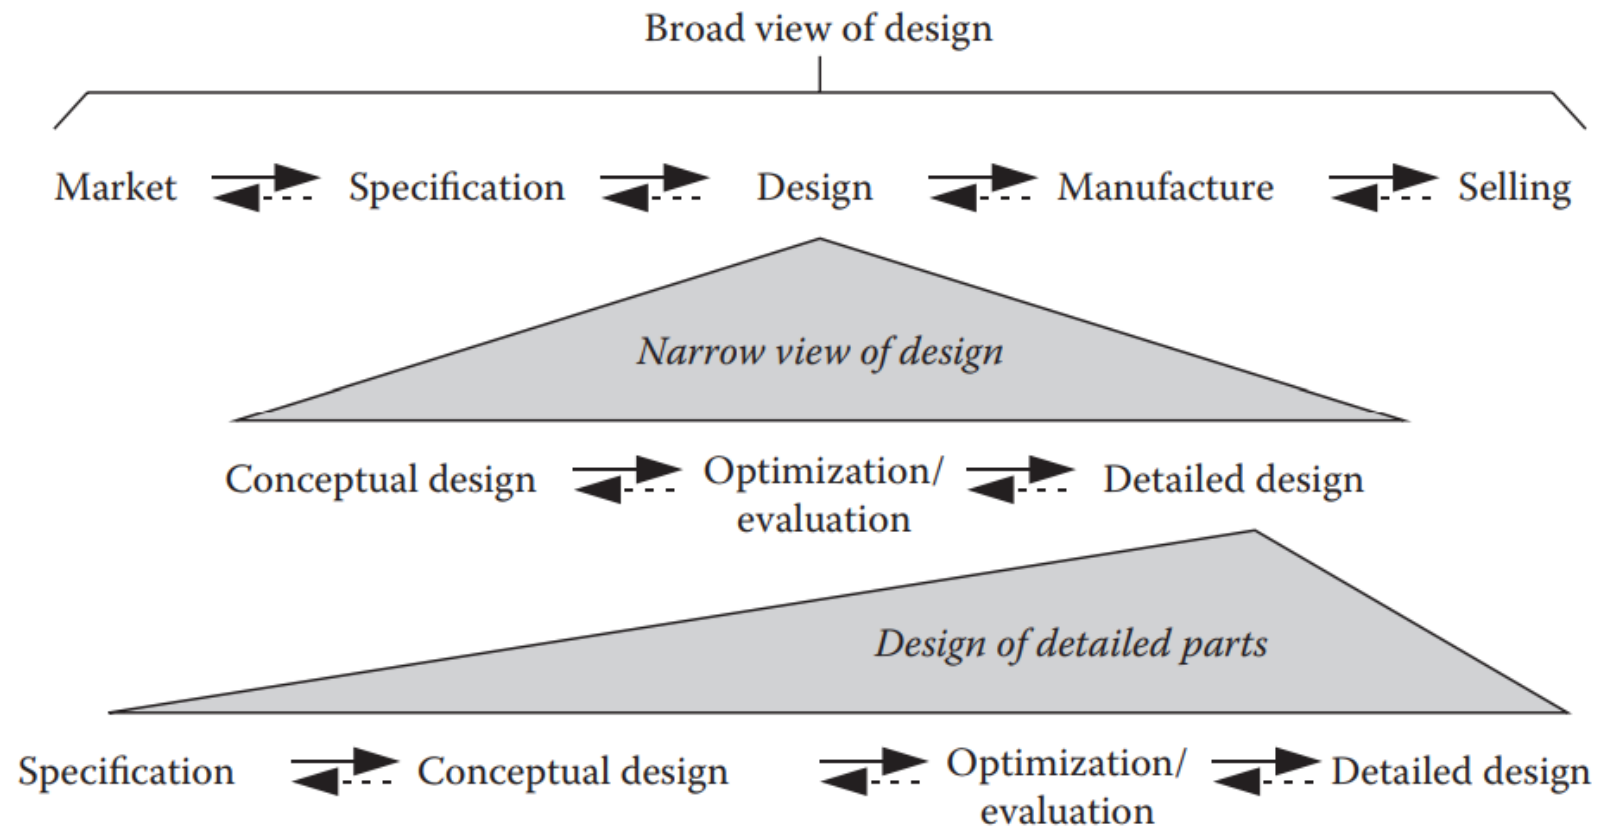 Broad view of design
Market Specification Design Manufacture Selling
Narrow view of design
Conceptual design Optimization/ evaluation Detailed design
Design of detailed parts
Specification Conceptual design Optimization/ evaluation Detailed design